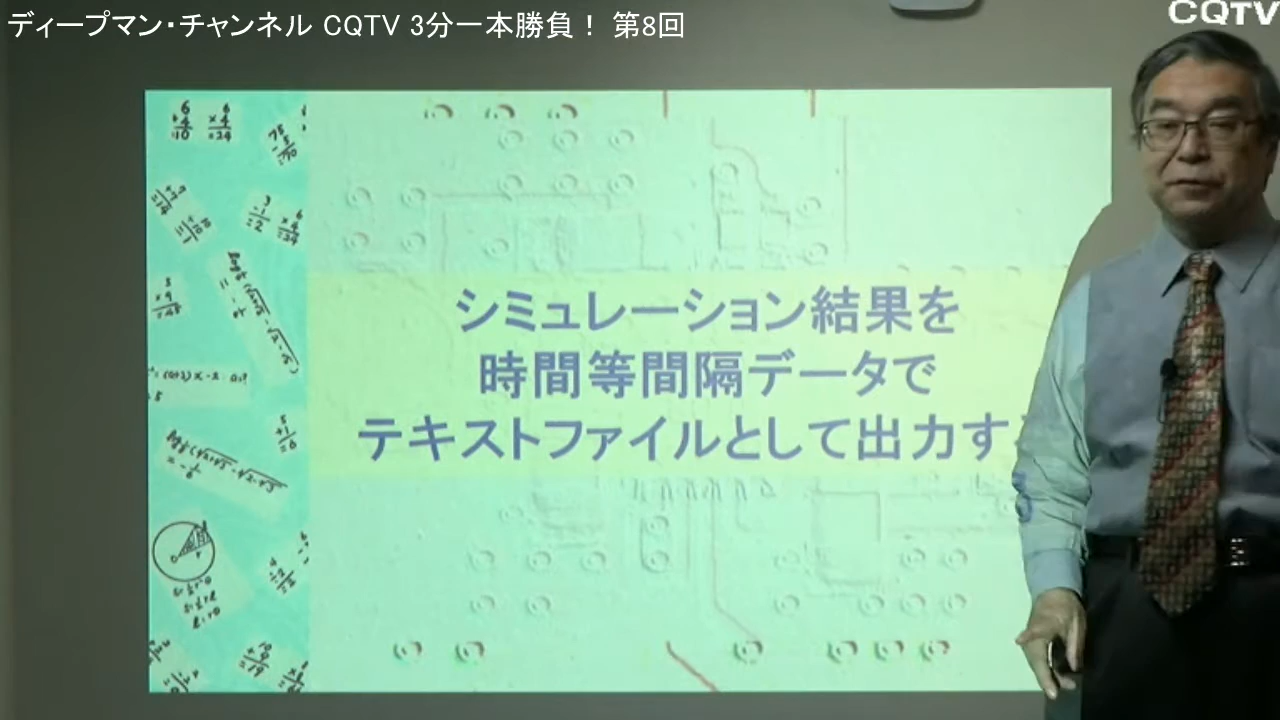 ディープマン・チャンネル CQTV 3分一本勝負！ 第8回
CQTV
シミュレーション結果を
時間等間隔データで
テキストファイルとして出力す